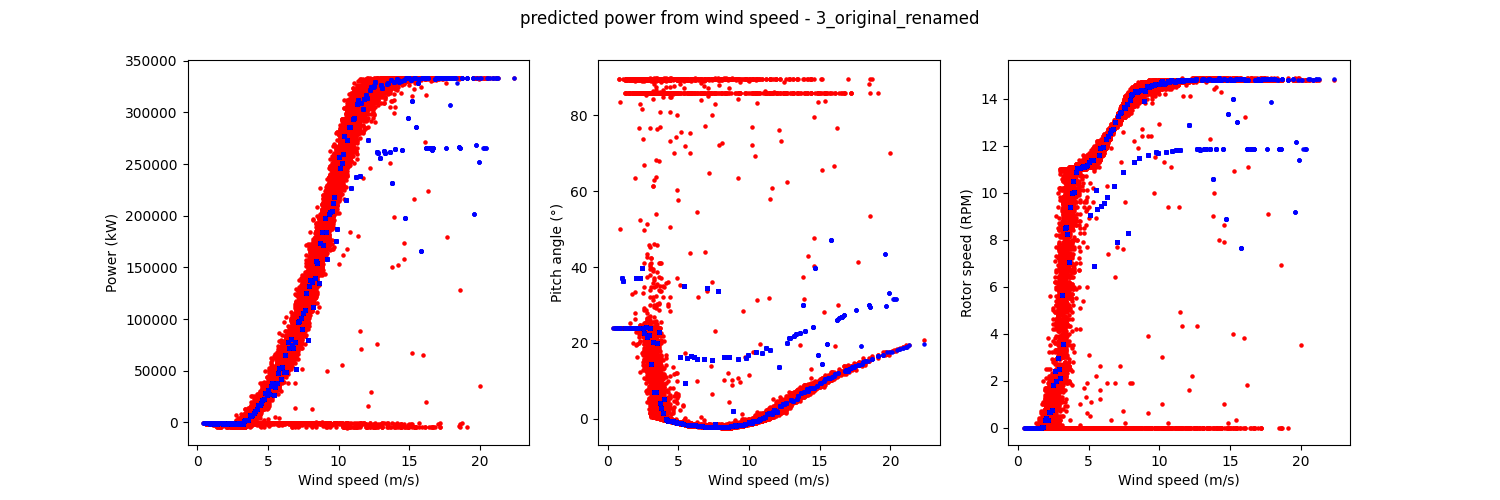 predicted power from wind speed - 3_original_renamed
350000
300000
250000
200000
150000
100000
50000
0
Power (kW)
0 5 10 15 20
Wind speed (m/s)
80
60
40
20
0
Pitch angle (°)
0 5 10 15 20
Wind speed (m/s)
14
12
10
8
6
4
2
0
Rotor speed (RPM)
0 5 10 15 20
Wind speed (m/s)